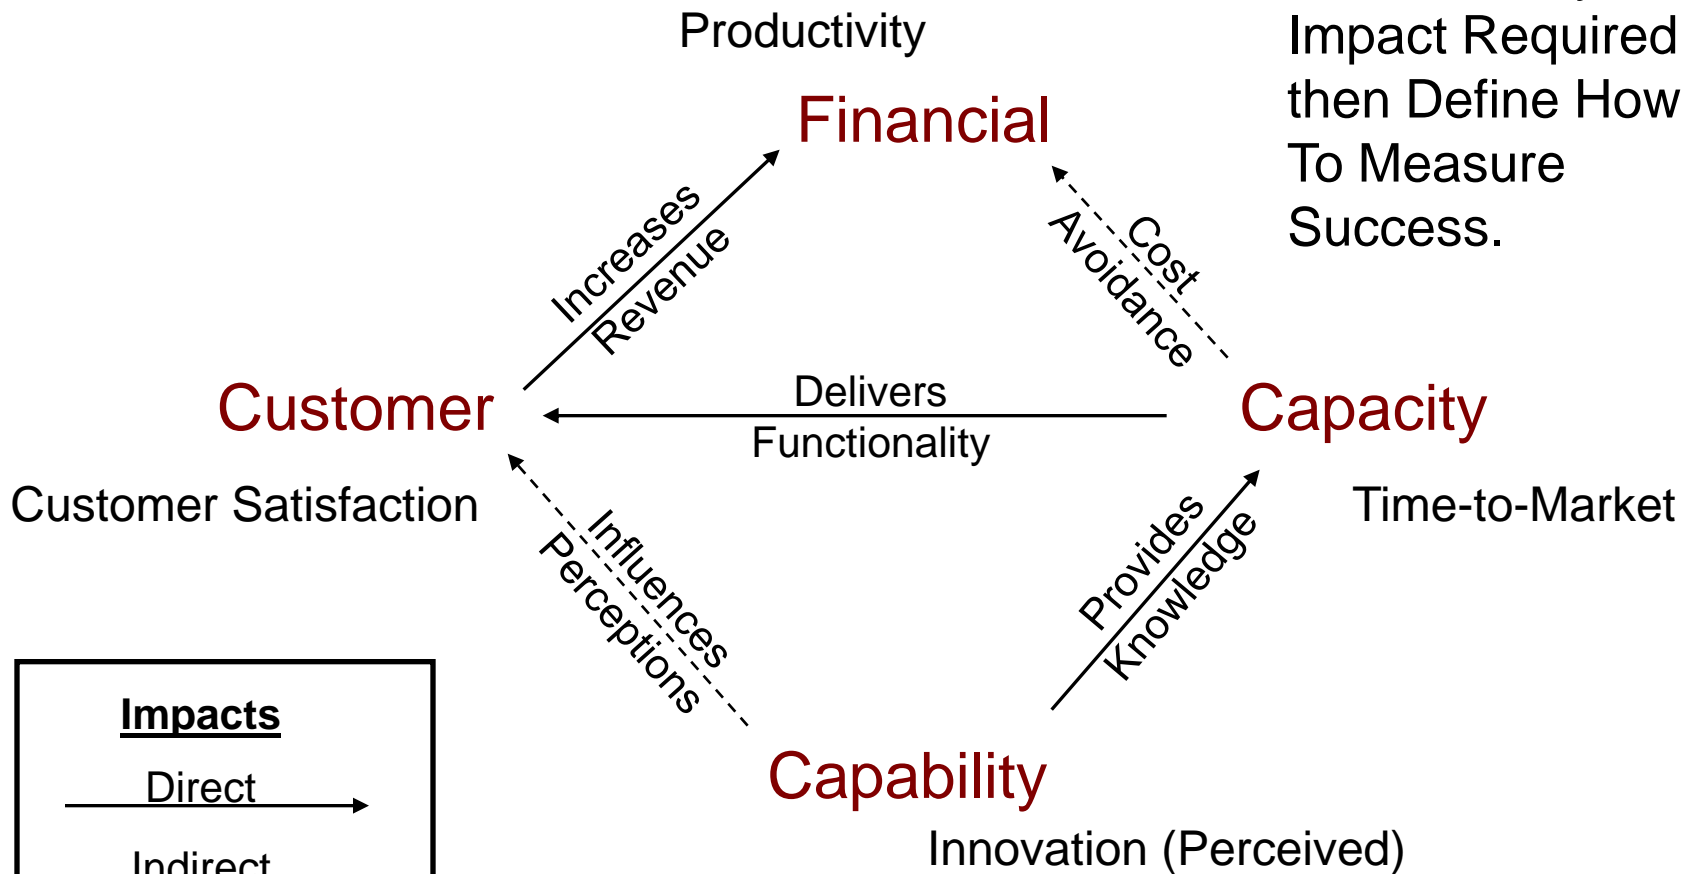 Productivity
Impact Required
then Define How
To Measure
Success.
Financial
Increases
Revenue
Cost
Avoidance
Customer
Delivers
Functionality
Capacity
Customer Satisfaction
Time-to-Market
Influences
Perceptions
Provides
Knowledge
Impacts
Direct
Indirect
Capability
Innovation (Perceived)